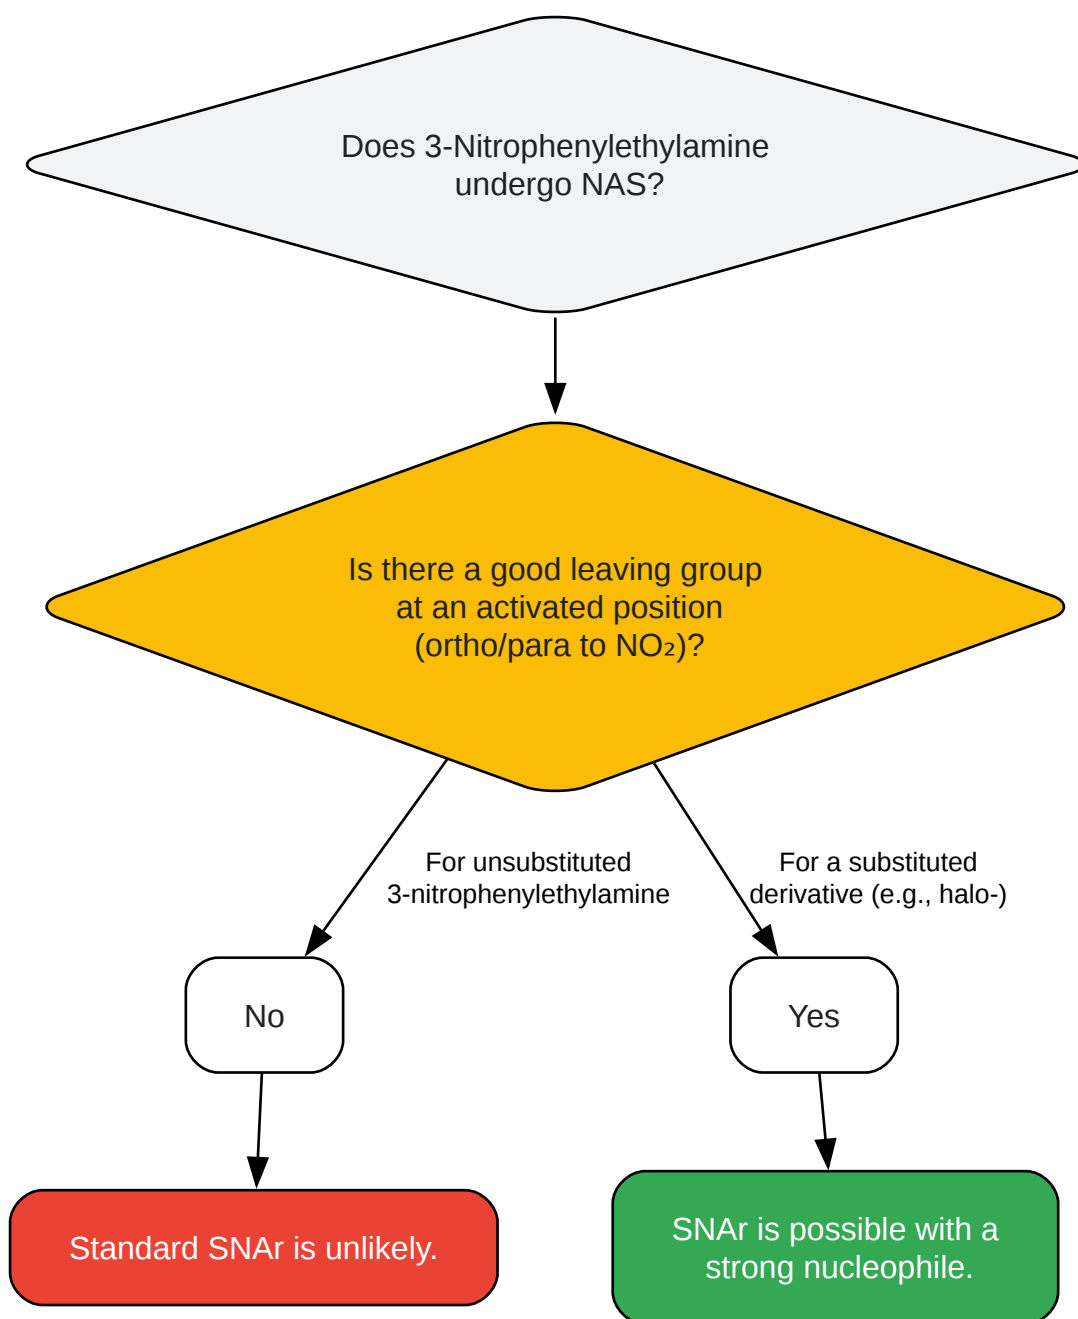 Does 3-Nitrophenylethylamine
undergo NAS?
Is there a good leaving group
at an activated position
(ortho/para to NO₂)?
For unsubstituted
3-nitrophenylethylamine
For a substituted
derivative (e.g., halo-)
No
Yes
Standard SNAr is unlikely.
SNAr is possible with a
strong nucleophile.